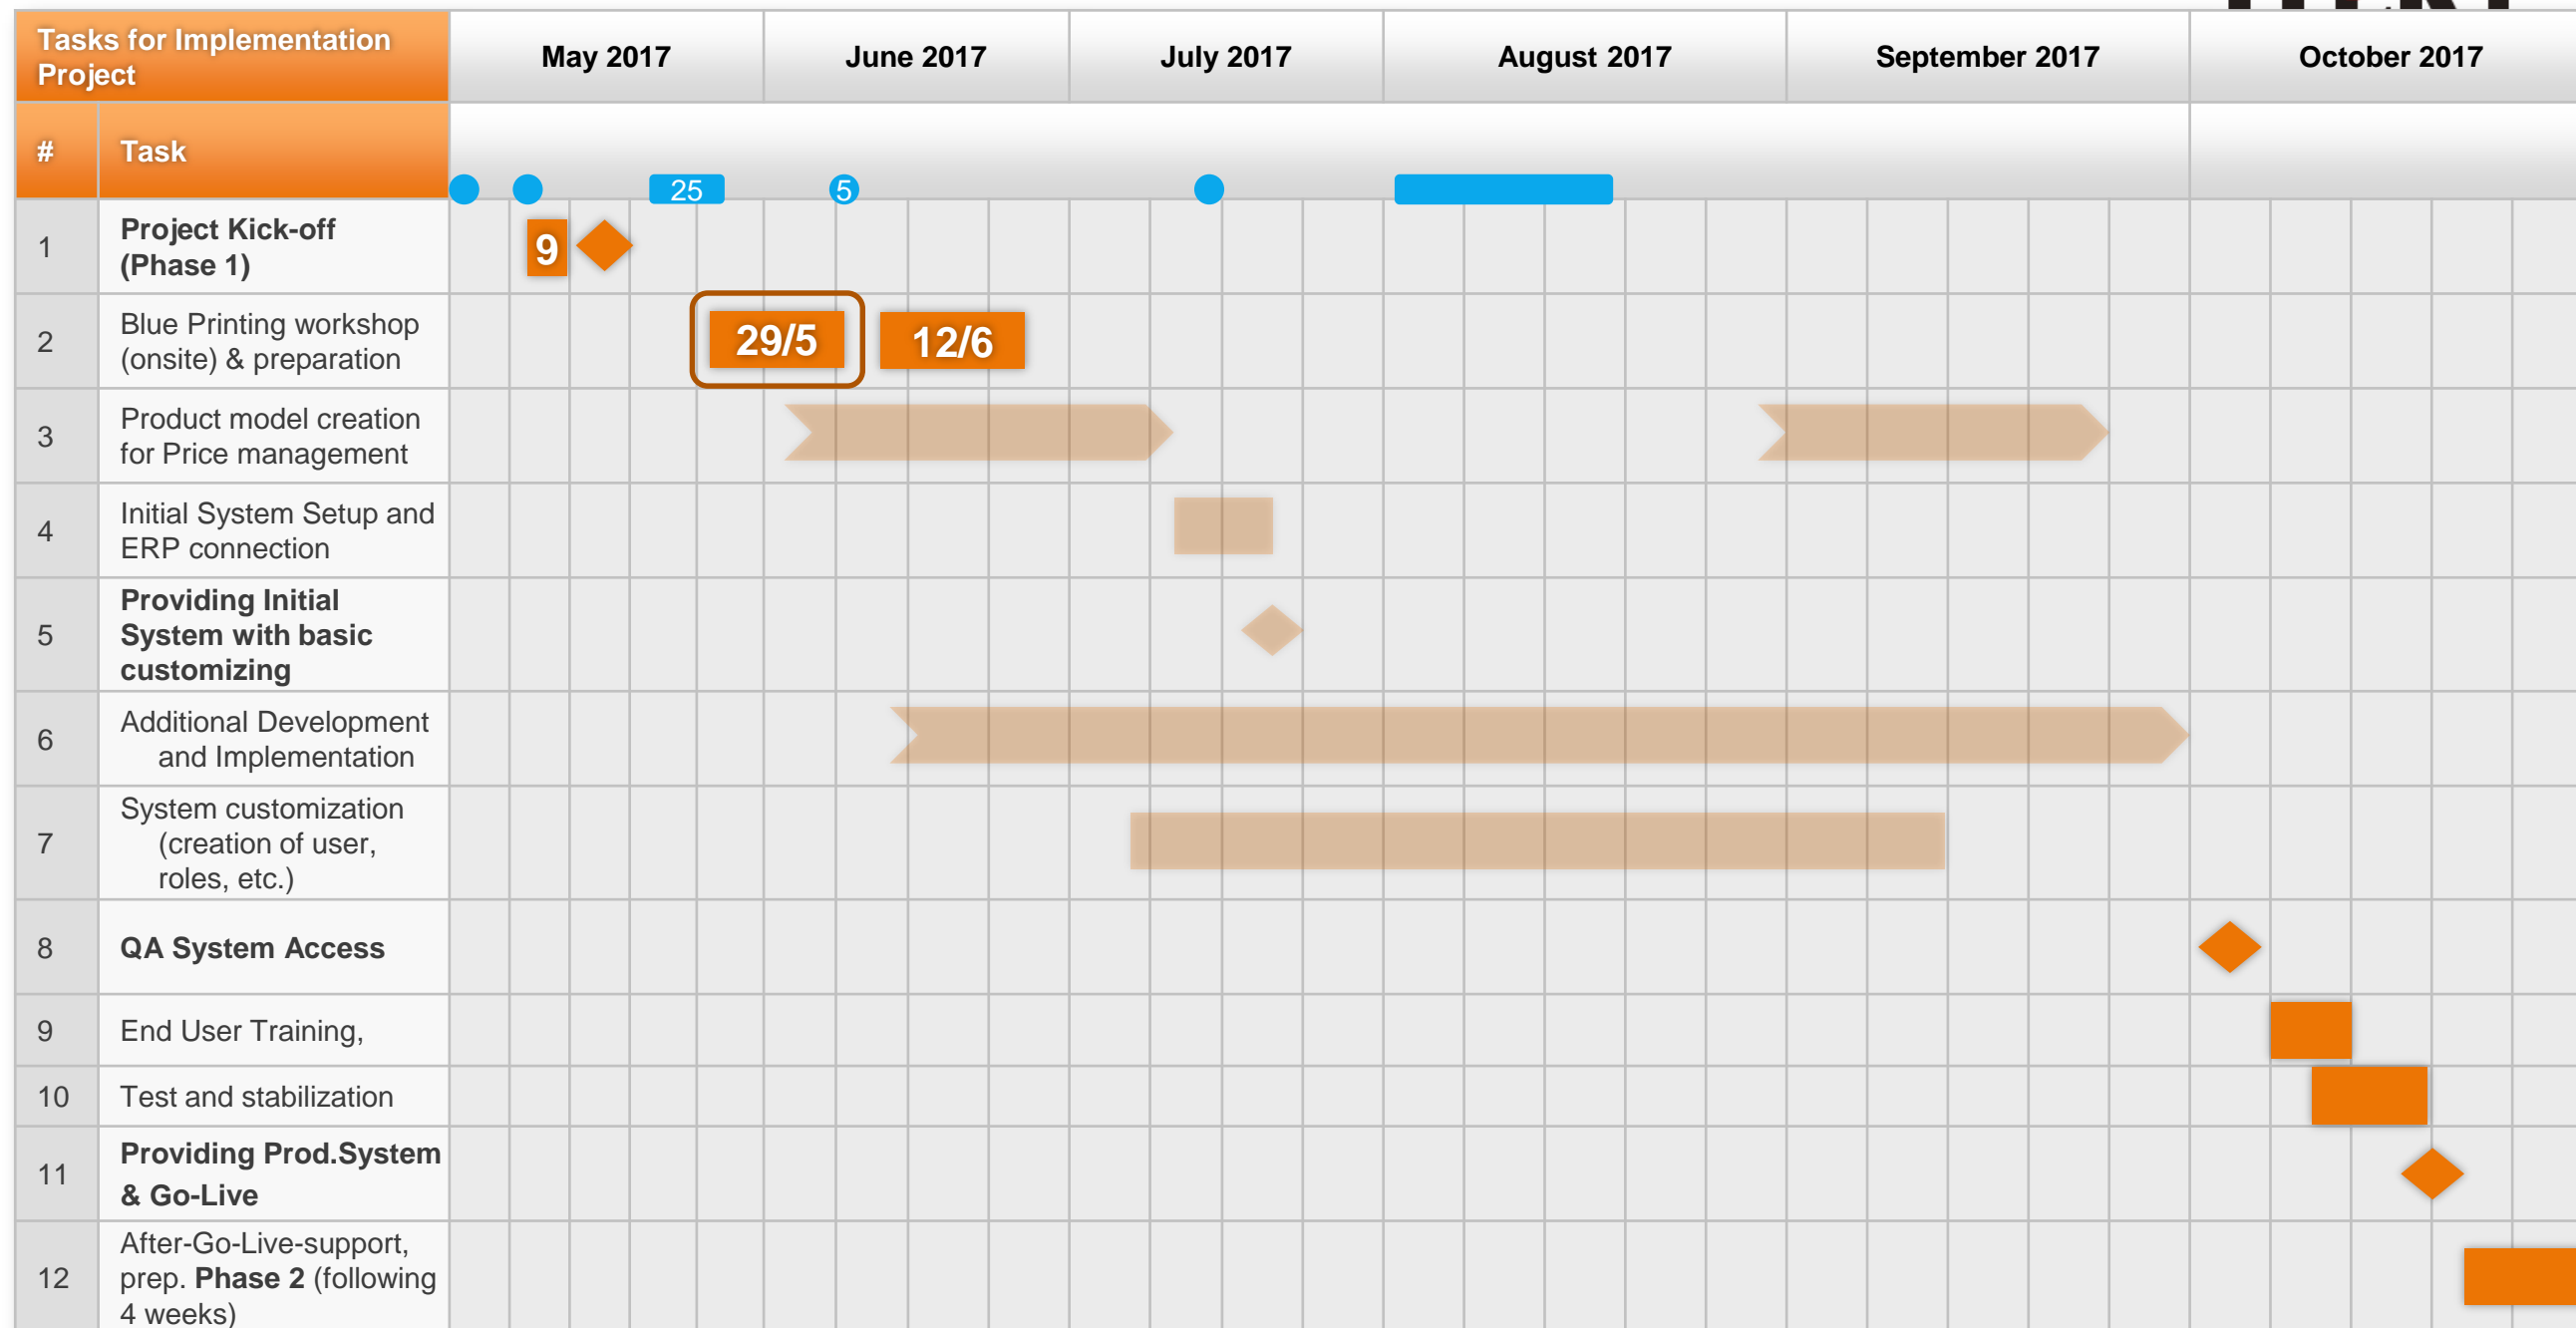 Tasks for Implementation
Project
May 2017
June 2017
July 2017
August 2017
September 2017
October 2017
#
Task
25
5
1
Project Kick-off
(Phase 1)
9
2
Blue Printing workshop
(onsite) & preparation
29/5
12/6
3
Product model creation
for Price management
4
Initial System Setup and
ERP connection
5
Providing Initial
System with basic
customizing
6
Additional Development
and Implementation
7
System customization
(creation of user,
roles, etc.)
8
QA System Access
9
End User Training,
10
Test and stabilization
11
Providing Prod.System
& Go-Live
12
After-Go-Live-support,
prep. Phase 2 (following
4 weeks)